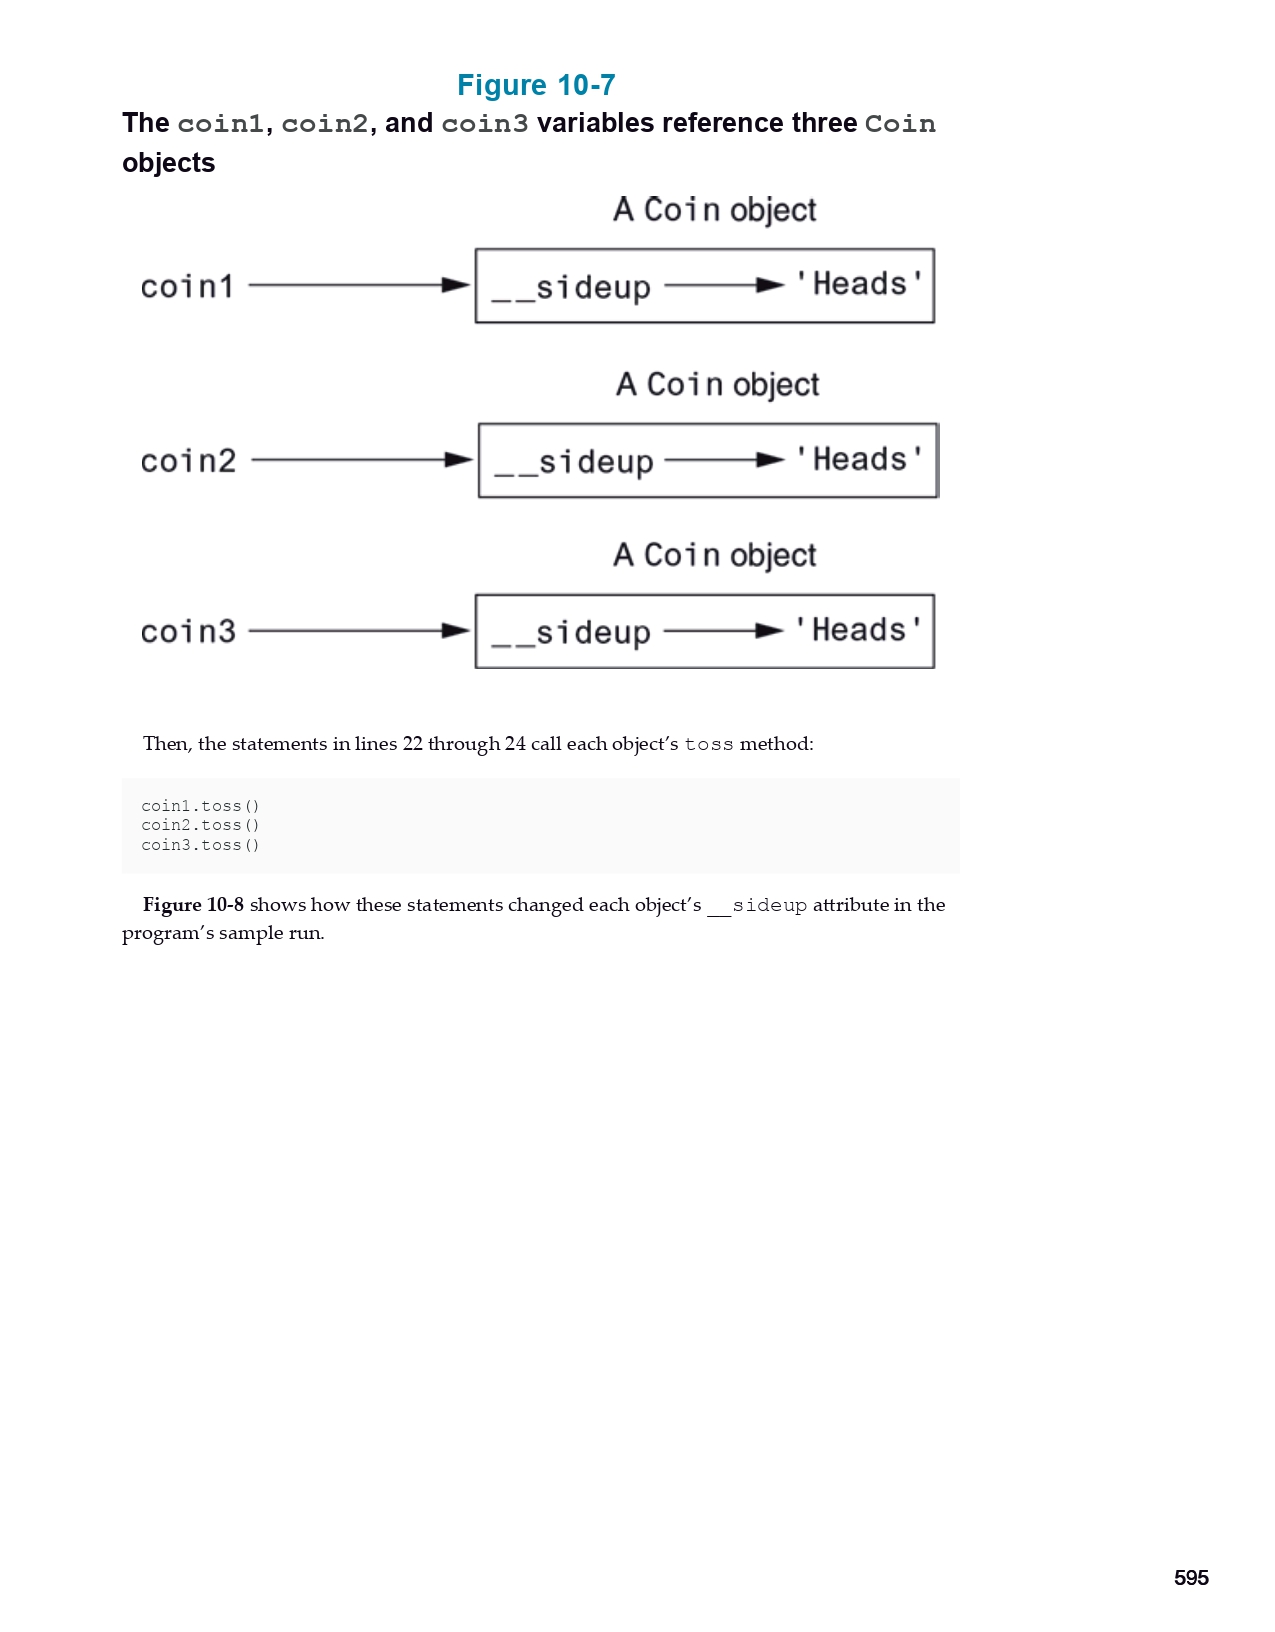 Figure 10-7
The coin1, coin2, and coin3 variables reference three Coin
objects
A Coin object
coin1 __sideup 'Heads'
A Coin object
coin2 __sideup 'Heads'
A Coin object
coin3 __sideup 'Heads'
Then, the statements in lines 22 through 24 call each object’s toss method:
coin1.toss()
coin2.toss()
coin3.toss()
Figure 10-8 shows how these statements changed each object’s __sideup attribute in the
program’s sample run.
595